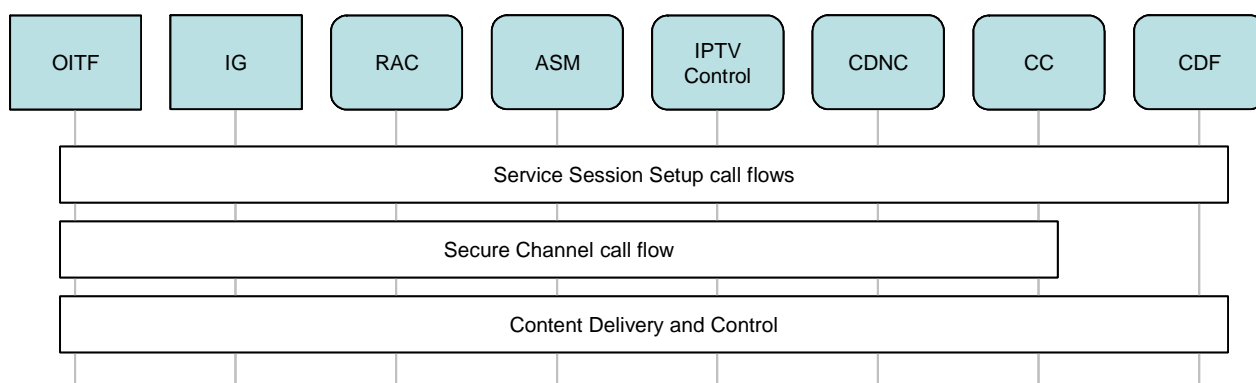 OITF
IG
RAC
ASM
IPTV
Control
CDNC
CC
CDF
Service Session Setup call flows
Secure Channel call flow
Content Delivery and Control